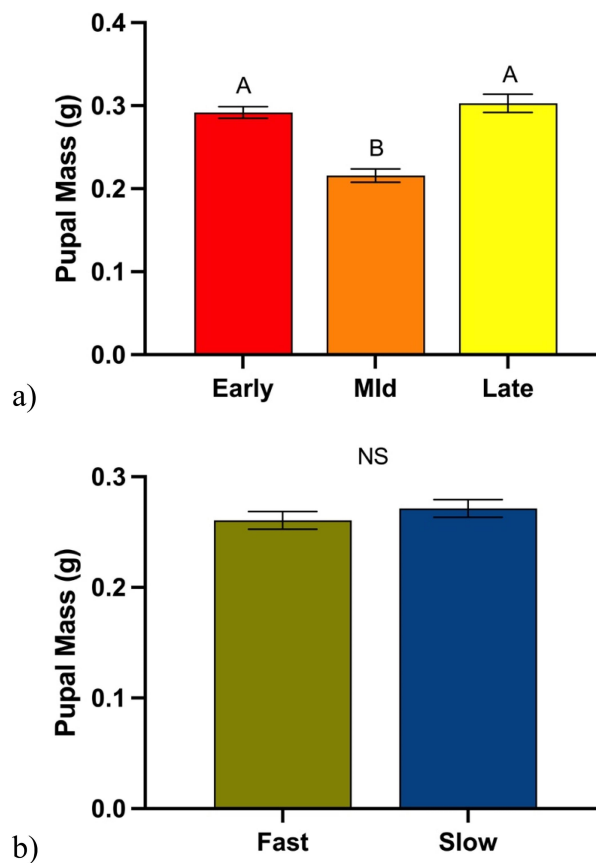 0.4
0.3
0.2
0.1
0.0
Pupal Mass (g)
A
B
A
Early
MId
Late
a)
NS
0.3
0.2
0.1
0.0
Pupal Mass (g)
Fast
Slow
b)